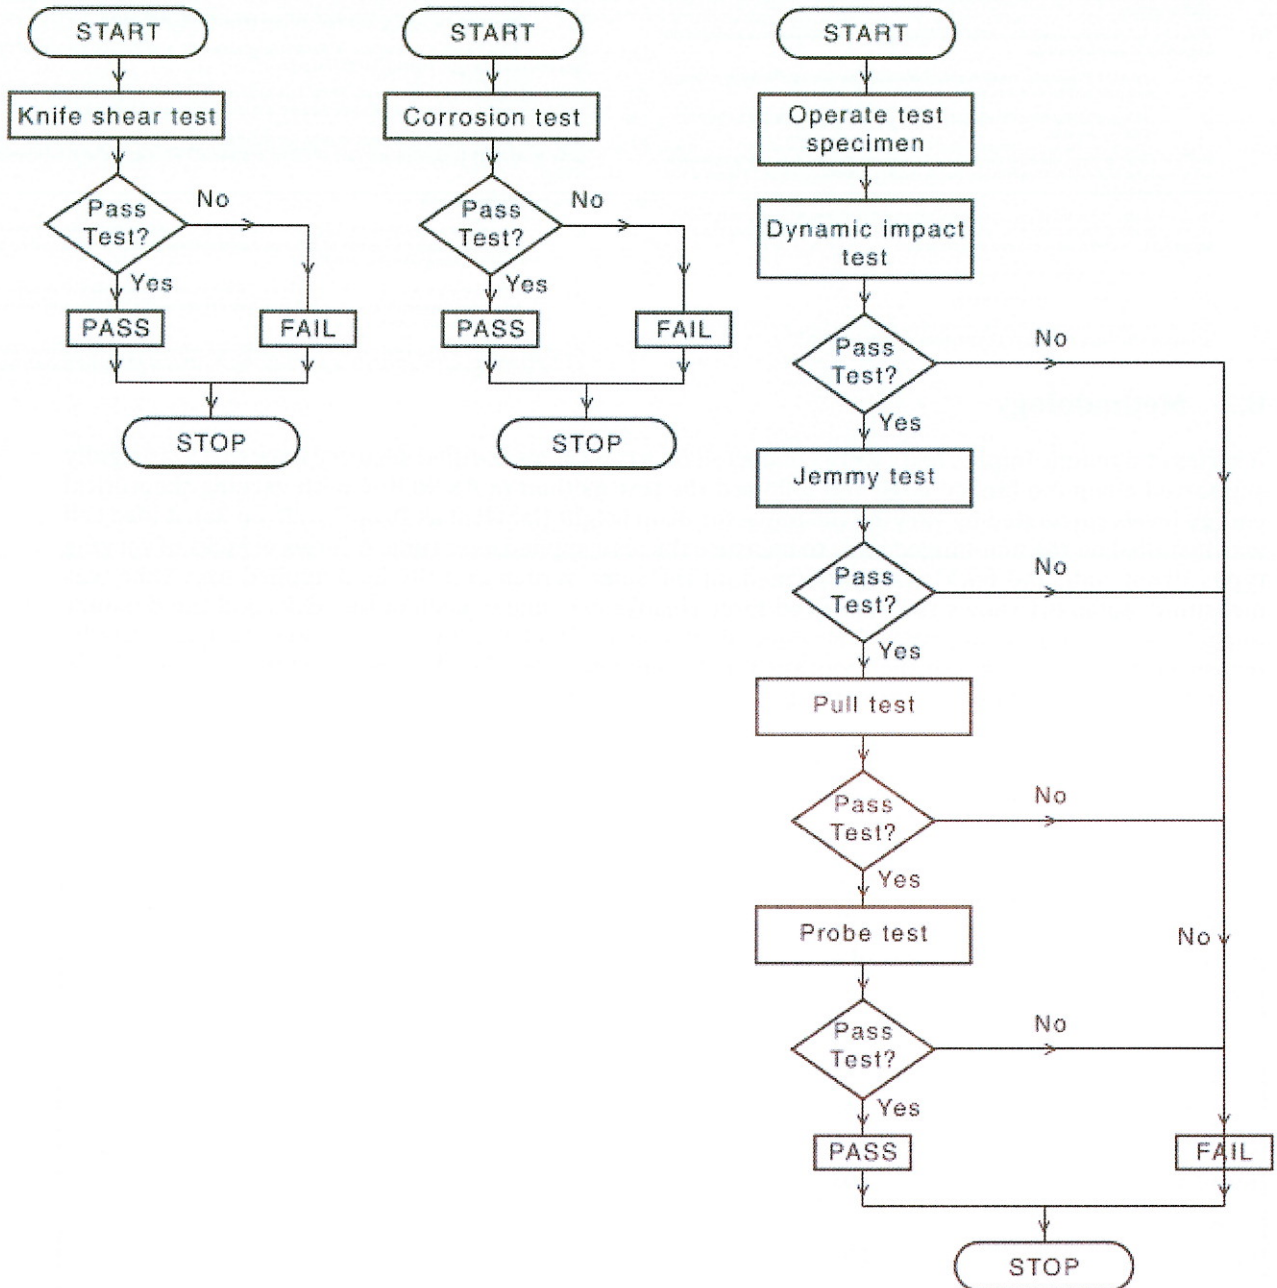 START
Knife shear test
Pass
Test?
No
Yes
PASS
FAIL
STOP
START
Corrosion test
Pass
Test?
No
Yes
PASS
FAIL
STOP
START
Operate test
specimen
Dynamic impact
test
Pass
Test?
No
Yes
Jemmy test
Pass
Test?
No
Yes
Pull test
Pass
Test?
No
Yes
Probe test
No
Pass
Test?
No
Yes
PASS
FAIL
STOP